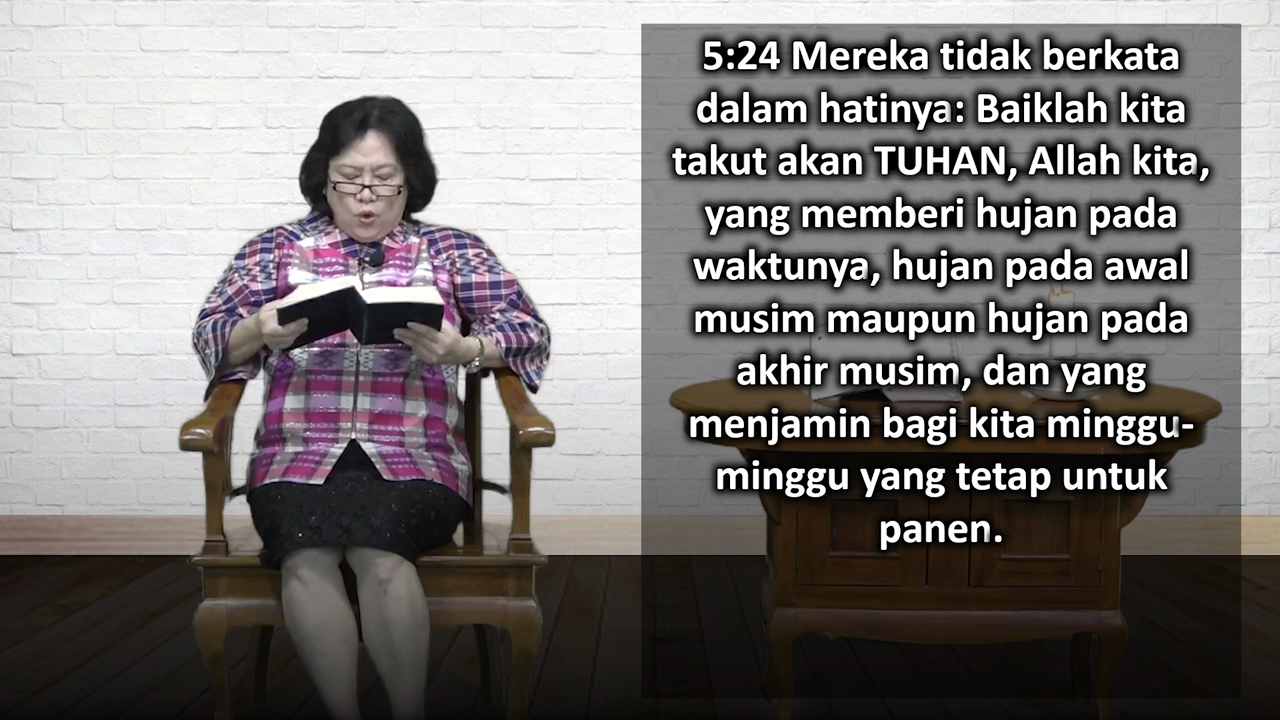 5:24 Mereka tidak berkata
dalam hatinya: Baiklah kita
takut akan TUHAN, Allah kita,
yang memberi hujan pada
waktunya, hujan pada awal
musim maupun hujan pada
akhir musim, dan yang
menjamin bagi kita minggu-
minggu yang tetap untuk
panen.